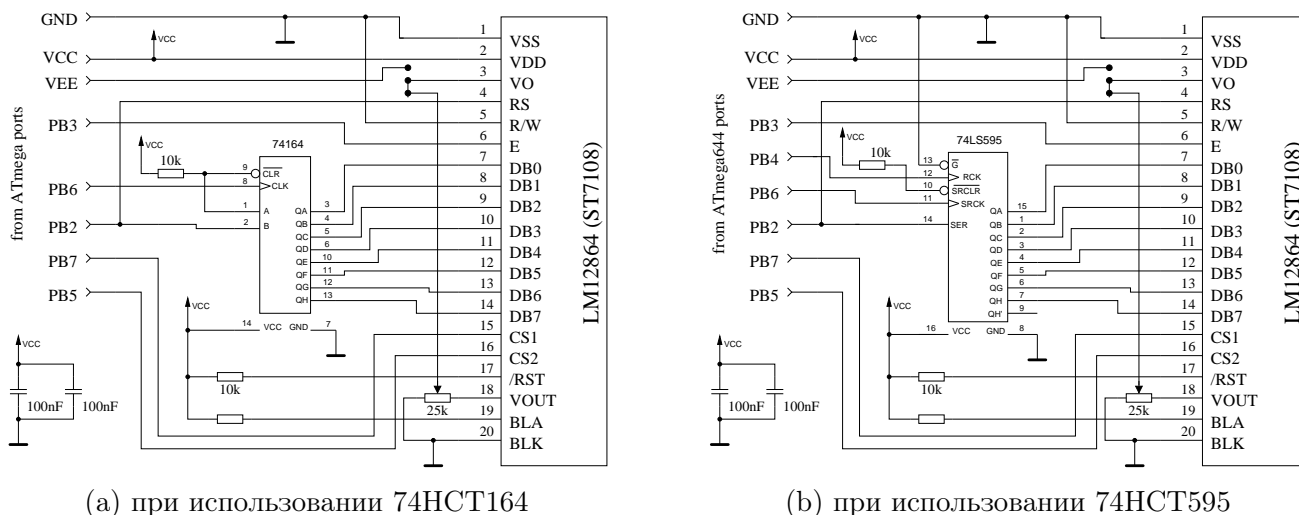 GND
VCC
VCC
VEE
PB3
PB6
PB2
PB7
PB5
from ATmega ports
VCC
10k
74164
9
CLR
8
CLK
1
A
2
B
QA
3
QB
4
QC
5
QD
6
QE
10
QF
11
QG
12
QH
13
14
VCC
GND
7
VCC
VCC
100nF
100nF
10k
25k
1
VSS
2
VDD
3
VO
4
RS
5
R/W
6
E
7
DB0
8
DB1
9
DB2
10
DB3
11
DB4
12
DB5
13
DB6
14
DB7
15
CS1
16
CS2
17
/RST
18
VOUT
19
BLA
20
BLK
LM12864 (ST7108)
(a) при использовании 74HCT164
GND
VCC
VCC
VEE
PB3
PB4
PB6
PB2
PB7
PB5
from ATmega644 ports
VCC
10k
74LS595
13
G
12
RCK
10
SRCLR
11
SRCK
14
SER
QA
15
QB
1
QC
2
QD
3
QE
4
QF
5
QG
6
QH
7
QH'
9
16
VCC
GND
8
VCC
VCC
100nF
100nF
10k
25k
1
VSS
2
VDD
3
VO
4
RS
5
R/W
6
E
7
DB0
8
DB1
9
DB2
10
DB3
11
DB4
12
DB5
13
DB6
14
DB7
15
CS1
16
CS2
17
/RST
18
VOUT
19
BLA
20
BLK
LM12864 (ST7108)
(b) при использовании 74HCT595